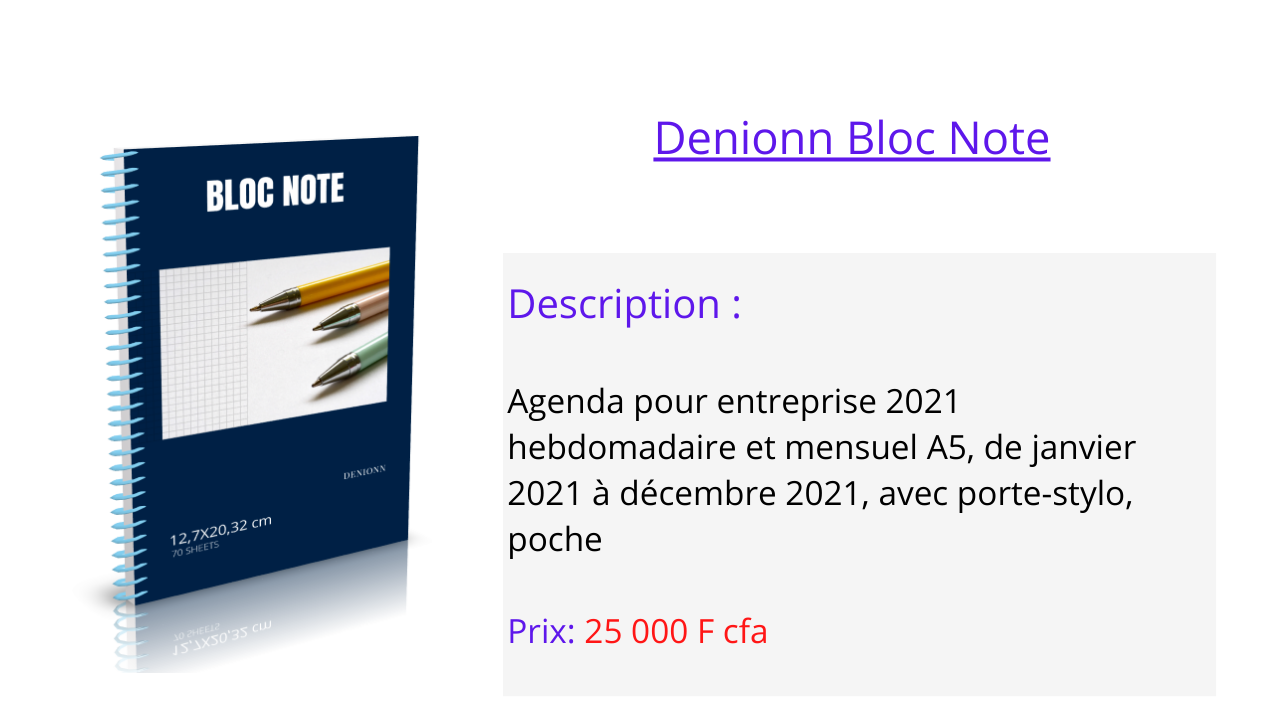 Denionn Bloc Note
BLOC NOTE
DENIONN
12,7X20,32 cm
70 SHEETS
Description :
Agenda pour entreprise 2021
hebdomadaire et mensuel A5, de janvier
2021 à décembre 2021, avec porte-stylo,
poche
Prix: 25 000 F cfa